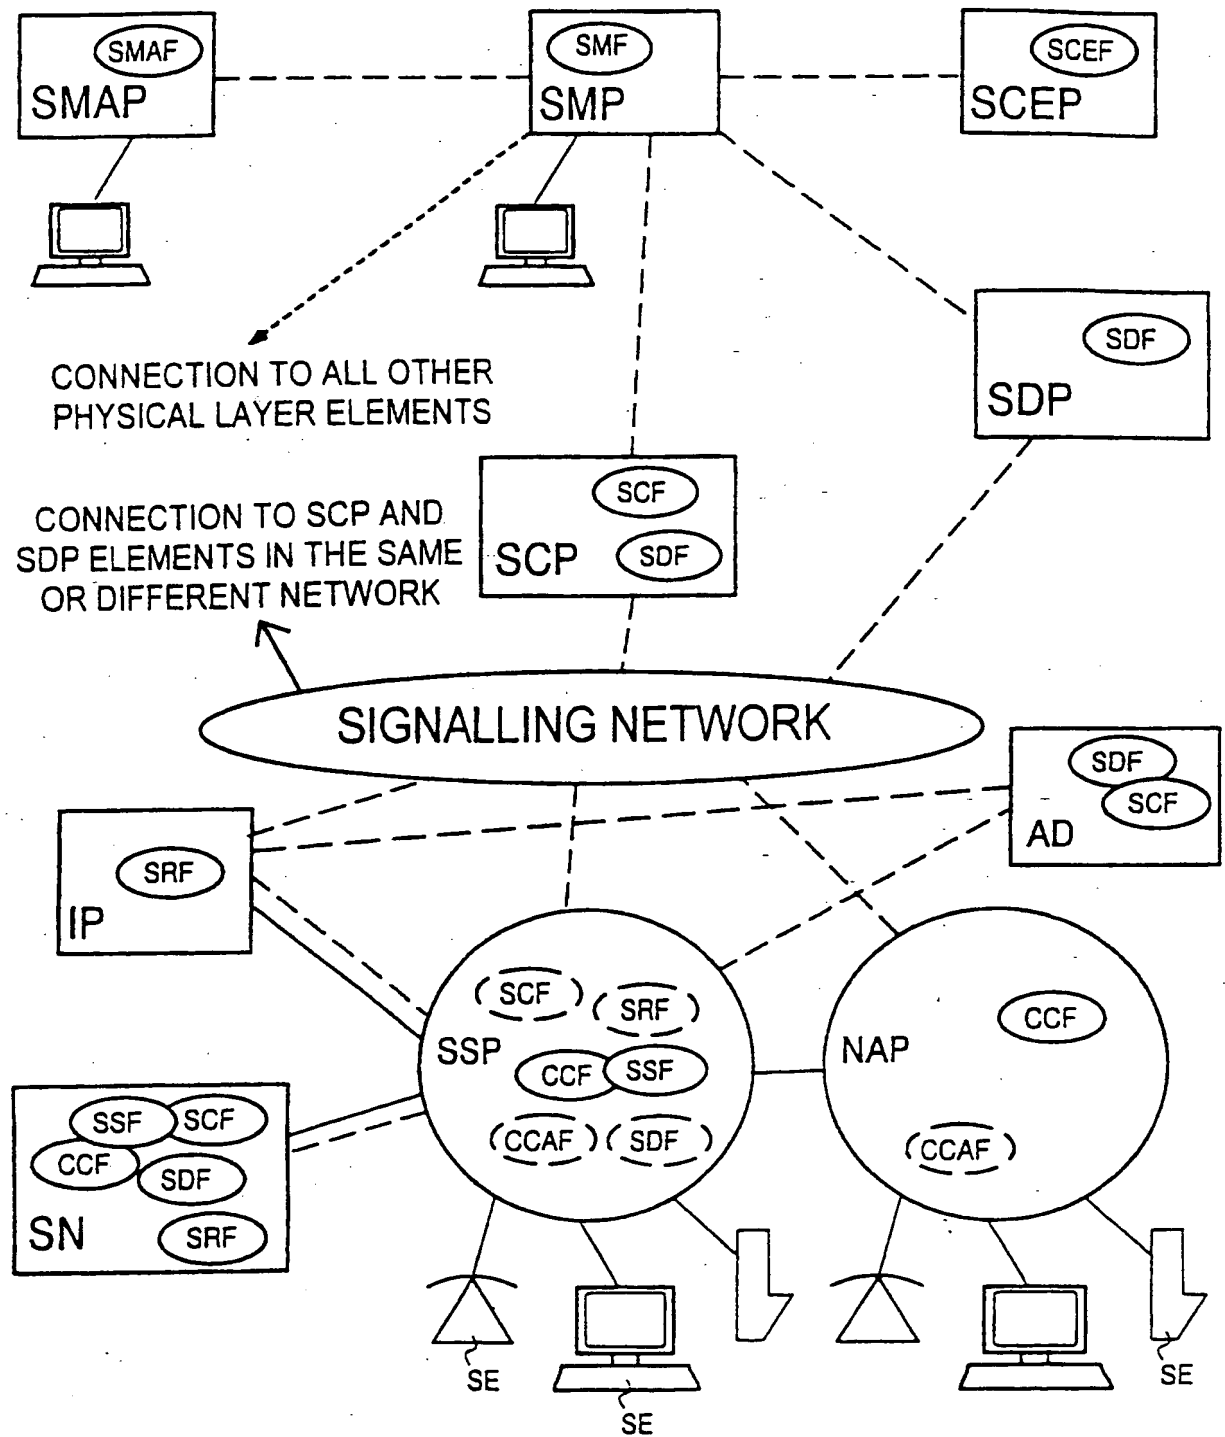 SMAF
SMAP
SMF
SMP
SCEF
SCEP
CONNECTION TO ALL OTHER
PHYSICAL LAYER ELEMENTS
SDF
SDP
CONNECTION TO SCP AND
SDP ELEMENTS IN THE SAME
OR DIFFERENT NETWORK
SCF
SCP
SDF
SIGNALLING NETWORK
SDF
SCF
AD
SRF
IP
SCF
SRF
SSP
CCF
SSF
CCAF
SDF
CCF
NAP
CCAF
SSF
SCF
CCF
SDF
SN
SRF
SE
SE
SE